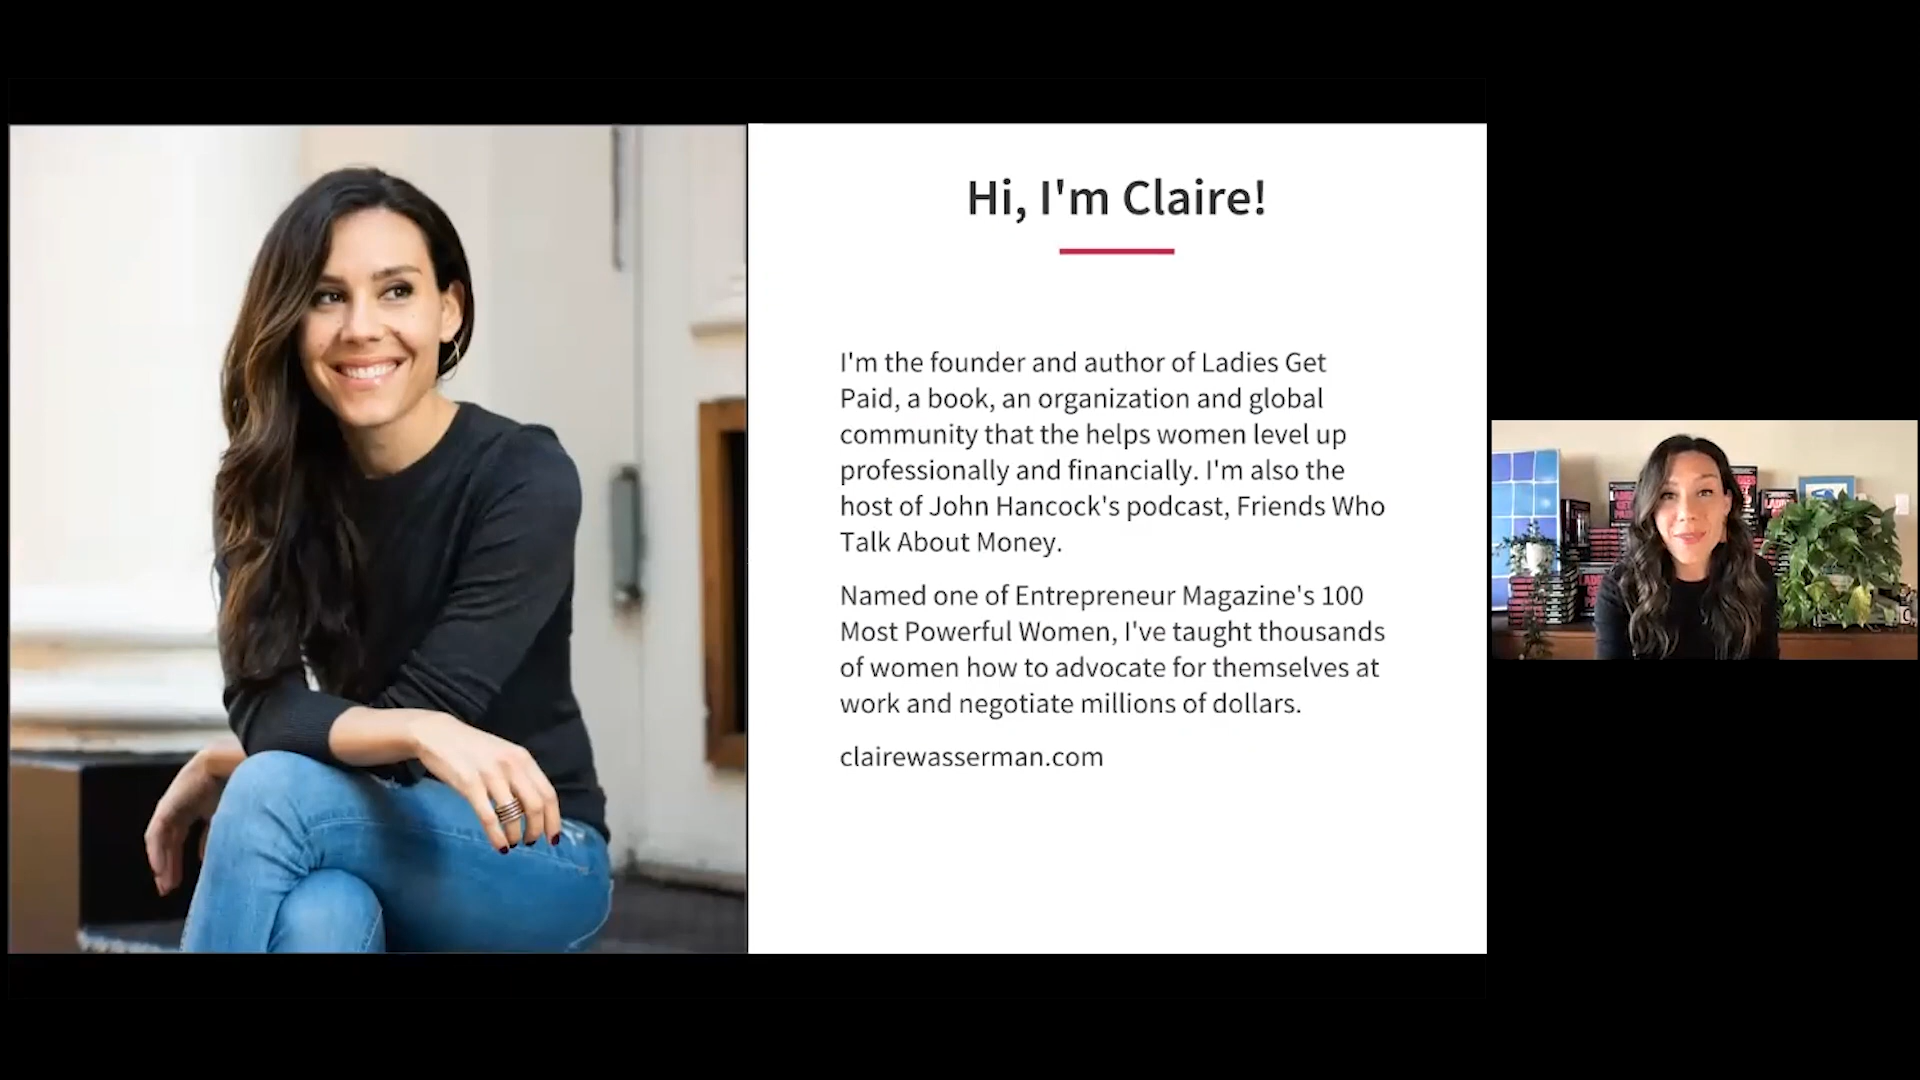 Hi, I'm Claire!
I'm the founder and author of Ladies Get
Paid, a book, an organization and global
community that the helps women level up
professionally and financially. I'm also the
host of John Hancock's podcast, Friends Who
Talk About Money.
Named one of Entrepreneur Magazine's 100
Most Powerful Women, I've taught thousands
of women how to advocate for themselves at
work and negotiate millions of dollars.
clairewasserman.com